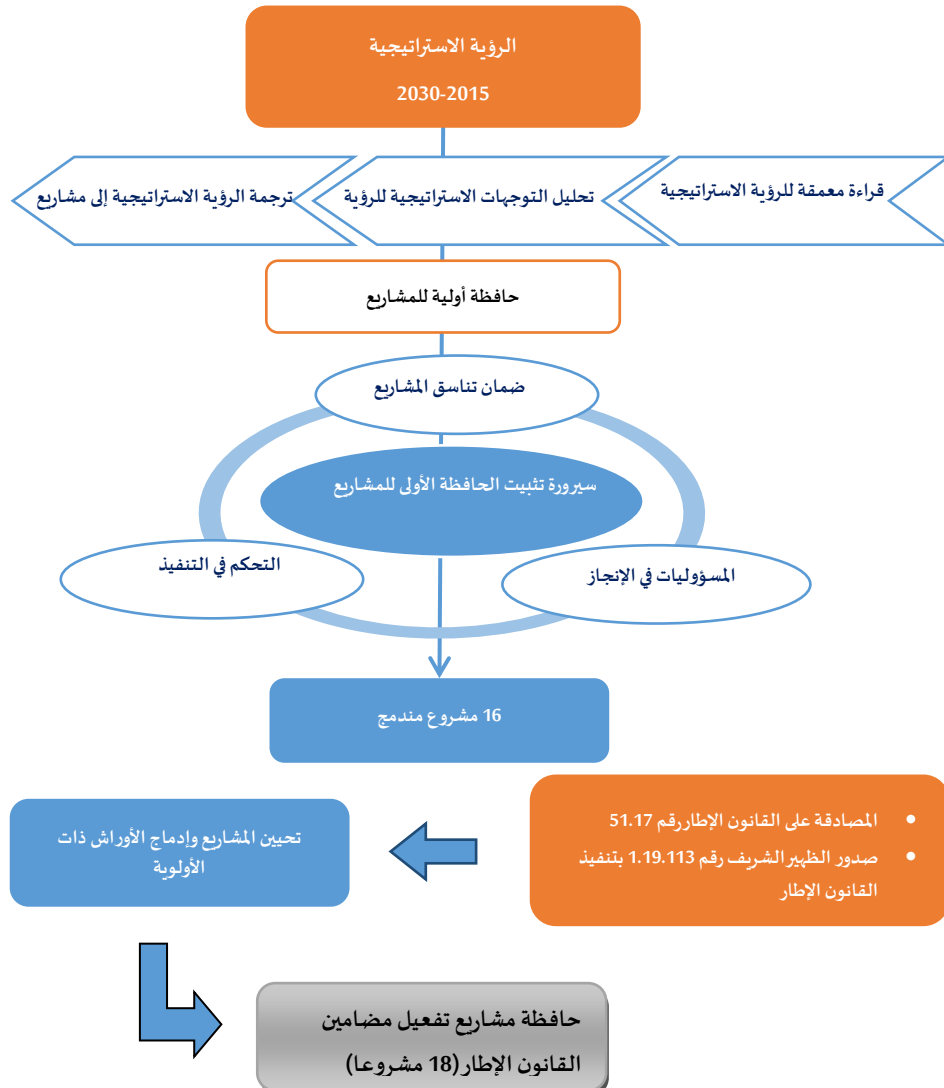 الرؤية الاستراتيجية
2030-2015
قراءة معمقة للرؤية الاستراتيجية
تحليل التوجهات الاستراتيجية للرؤية
ترجمة الرؤية الاستراتيجية إلى مشاريع
حافظة أولية للمشاريع
ضمان تناسق المشاريع
سيرورة تثبيت الحافظة الأولى للمشاريع
المسؤوليات في الإنجاز
التحكم في التنفيذ
16 مشروع مندمج
• المصادقة على القانون الإطار رقم 51.17
• صدور الظهير الشريف رقم 1.19.113 بتنفيذ
القانون الإطار
تحيين المشاريع وإدماج الأوراش ذات
الأولوية
حافظة مشاريع تفعيل مضامين
القانون الإطار (18 مشروعا)